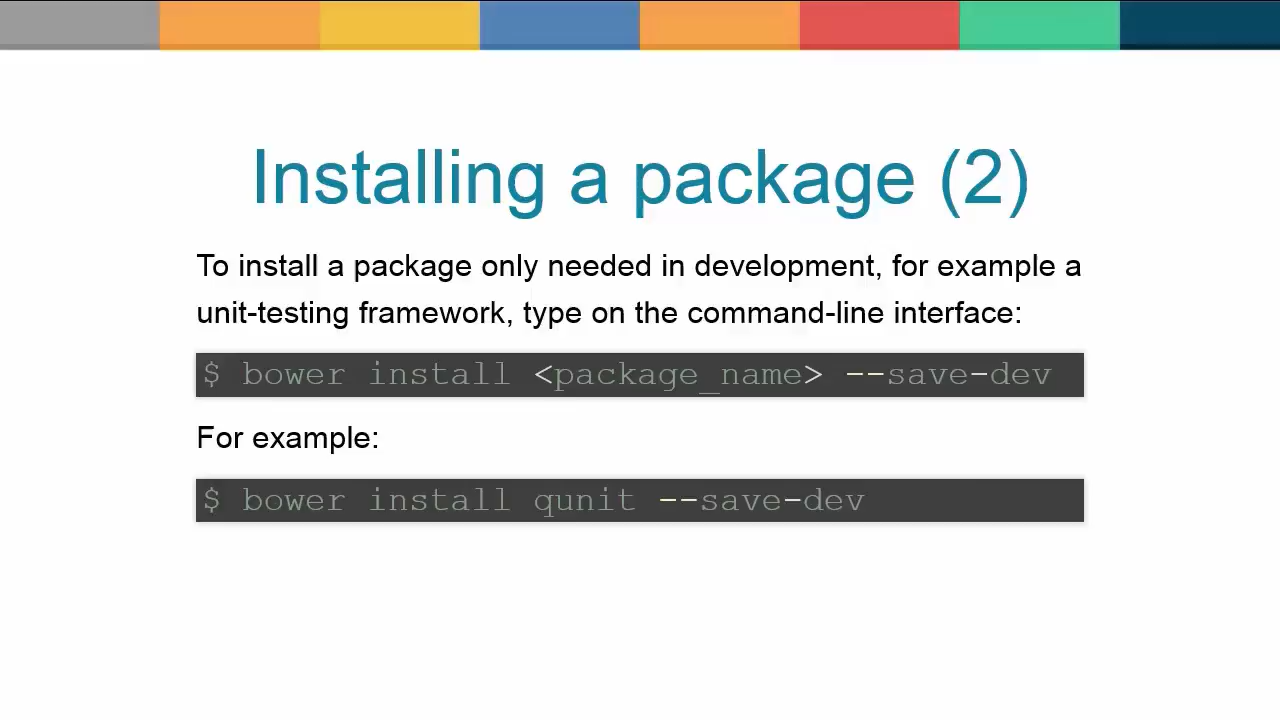 Installing a package (2)
To install a package only needed in development, for example a
unit-testing framework, type on the command-line interface:
$ bower install <package_name> --save-dev
For example:
$ bower install qunit --save-dev